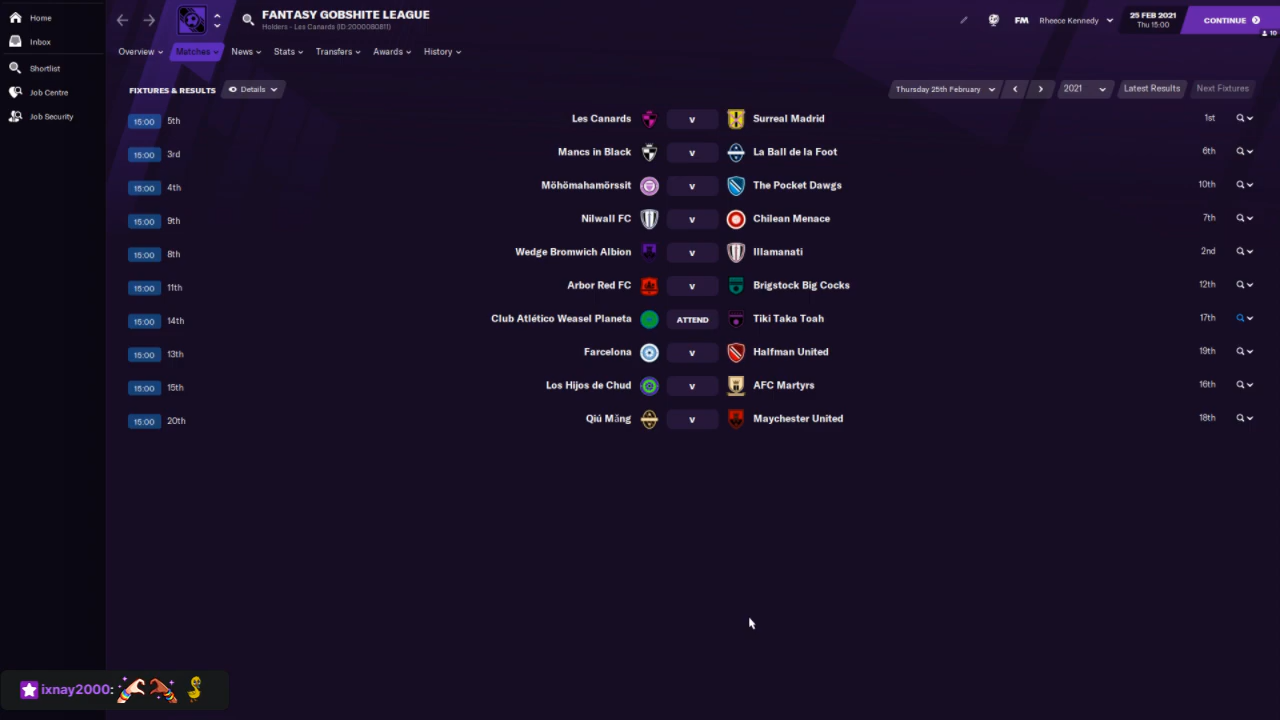 Home
Inbox
Shortlist
Job Centre
Job Security
FANTASY GOBSHITE LEAGUE
Holders - Les Canards (ID:2000080811)
FM Rheece Kennedy
25 FEB 2021
Thu 15:00
CONTINUE
10
Overview Matches News Stats Transfers Awards History
FIXTURES & RESULTS Details Thursday 25th February 2021 Latest Results Next Fixtures
15:00 5th Les Canards v Surreal Madrid 1st
15:00 3rd Mancs in Black v La Ball de la Foot 6th
15:00 4th Möhömahamörssit v The Pocket Dawgs 10th
15:00 9th Nilwall FC v Chilean Menace 7th
15:00 8th Wedge Bromwich Albion v Illamanati 2nd
15:00 11th Arbor Red FC v Brigstock Big Cocks 12th
15:00 14th Club Atlético Weasel Planeta ATTEND Tiki Taka Toah 17th
15:00 13th Farcelona v Halfman United 19th
15:00 15th Los Hijos de Chud v AFC Martyrs 16th
15:00 20th Qiú Mǎng v Maychester United 18th
ixnay2000: